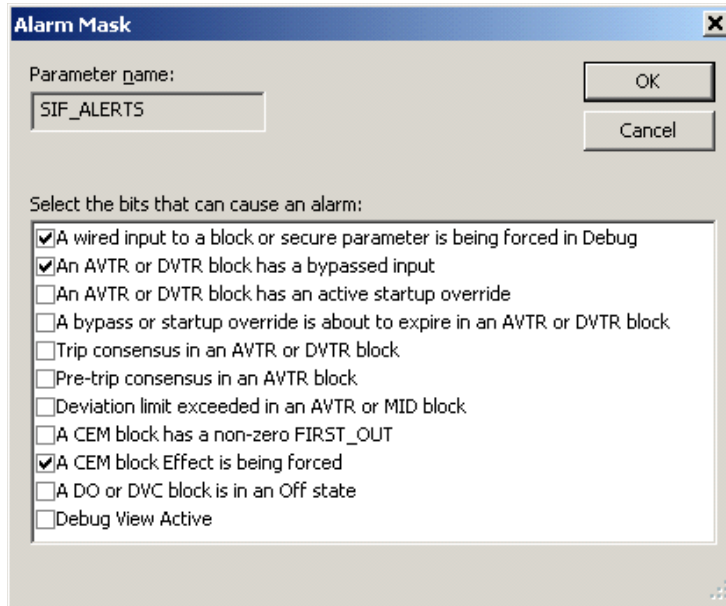 Alarm Mask
Parameter name:
OK
SIF_ALERTS
Cancel
Select the bits that can cause an alarm:
A wired input to a block or secure parameter is being forced in Debug
An AVTR or DVTR block has a bypassed input
An AVTR or DVTR block has an active startup override
A bypass or startup override is about to expire in an AVTR or DVTR block
Trip consensus in an AVTR or DVTR block
Pre-trip consensus in an AVTR block
Deviation limit exceeded in an AVTR or MID block
A CEM block has a non-zero FIRST_OUT
A CEM block Effect is being forced
A DO or DVC block is in an Off state
Debug View Active